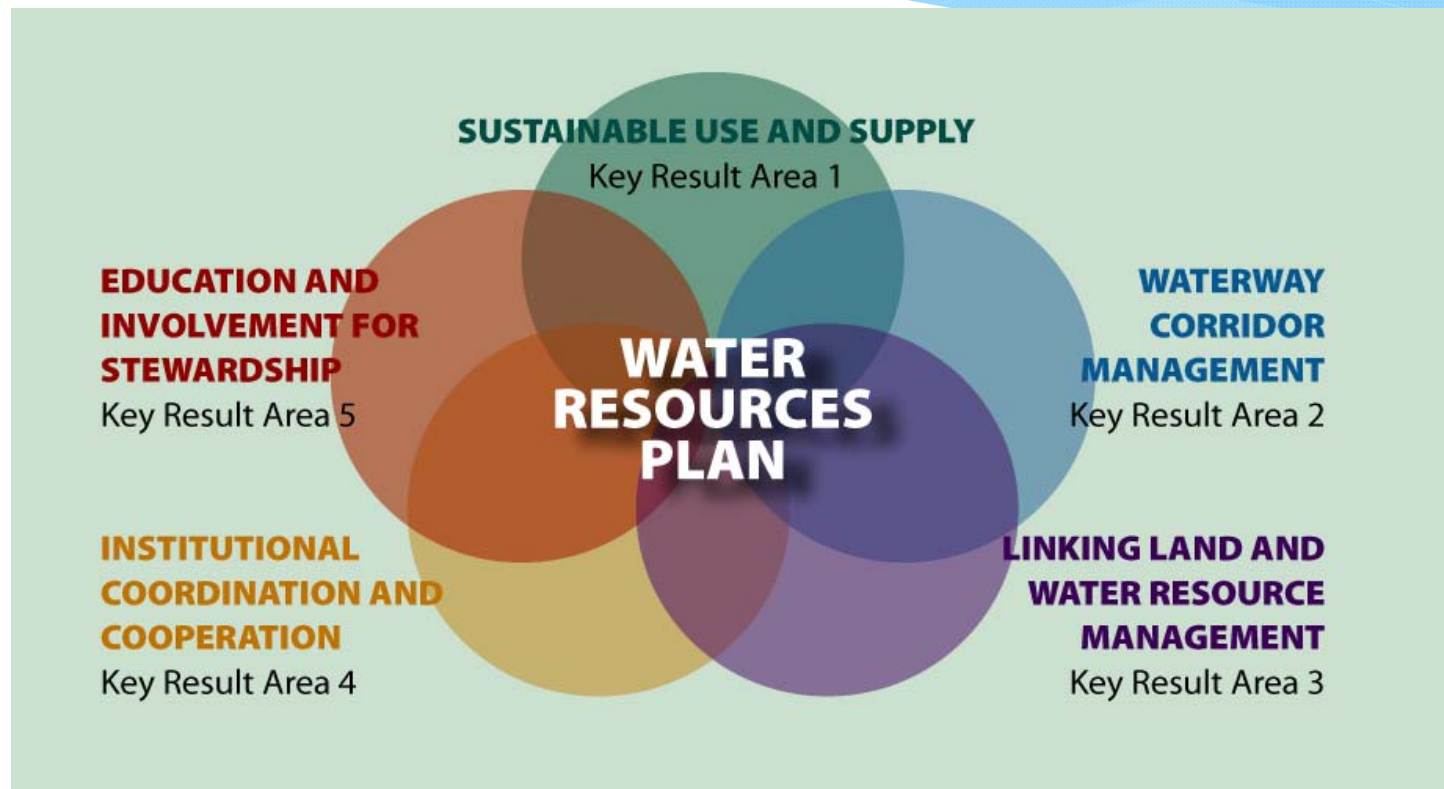 SUSTAINABLE USE AND SUPPLY
Key Result Area 1
EDUCATION AND
INVOLVEMENT FOR
STEWARDSHIP
Key Result Area 5
WATERWAY
CORRIDOR
MANAGEMENT
Key Result Area 2
WATER
RESOURCES
PLAN
INSTITUTIONAL
COORDINATION AND
COOPERATION
Key Result Area 4
LINKING LAND AND
WATER RESOURCE
MANAGEMENT
Key Result Area 3